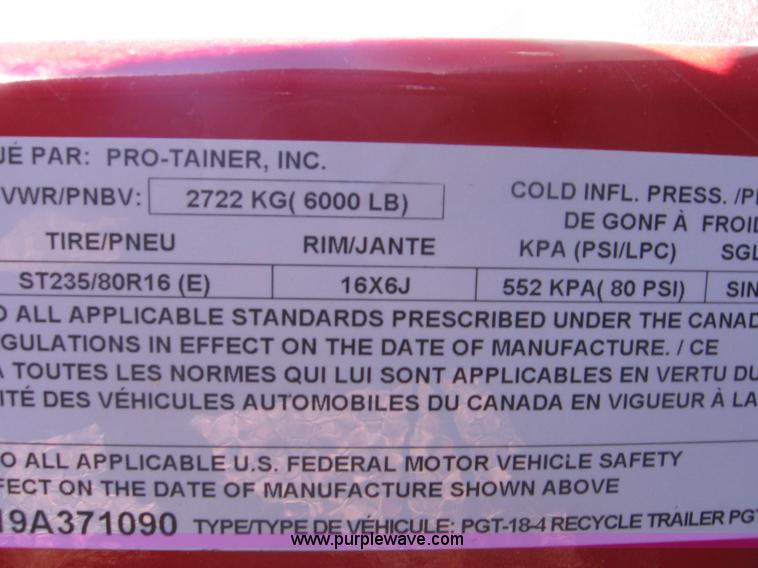 UÉ PAR: PRO-TAINER, INC.
VWR/PNBV: 2722 KG( 6000 LB) COLD INFL. PRESS. /P
DE GONF À FROID
TIRE/PNEU RIM/JANTE KPA (PSI/LPC) SGL
ST235/80R16 (E) 16X6J 552 KPA( 80 PSI) SIN
O ALL APPLICABLE STANDARDS PRESCRIBED UNDER THE CANAD
GULATIONS IN EFFECT ON THE DATE OF MANUFACTURE. / CE
À TOUTES LES NORMES QUI LUI SONT APPLICABLES EN VERTU DU
ITÉ DES VÉHICULES AUTOMOBILES DU CANADA EN VIGUEUR À LA
O ALL APPLICABLE U.S. FEDERAL MOTOR VEHICLE SAFETY
FECT ON THE DATE OF MANUFACTURE SHOWN ABOVE
19A371090 TYPE/TYPE DE VÉHICULE: PGT-18-4 RECYCLE TRAILER PGT
www.purplewave.com